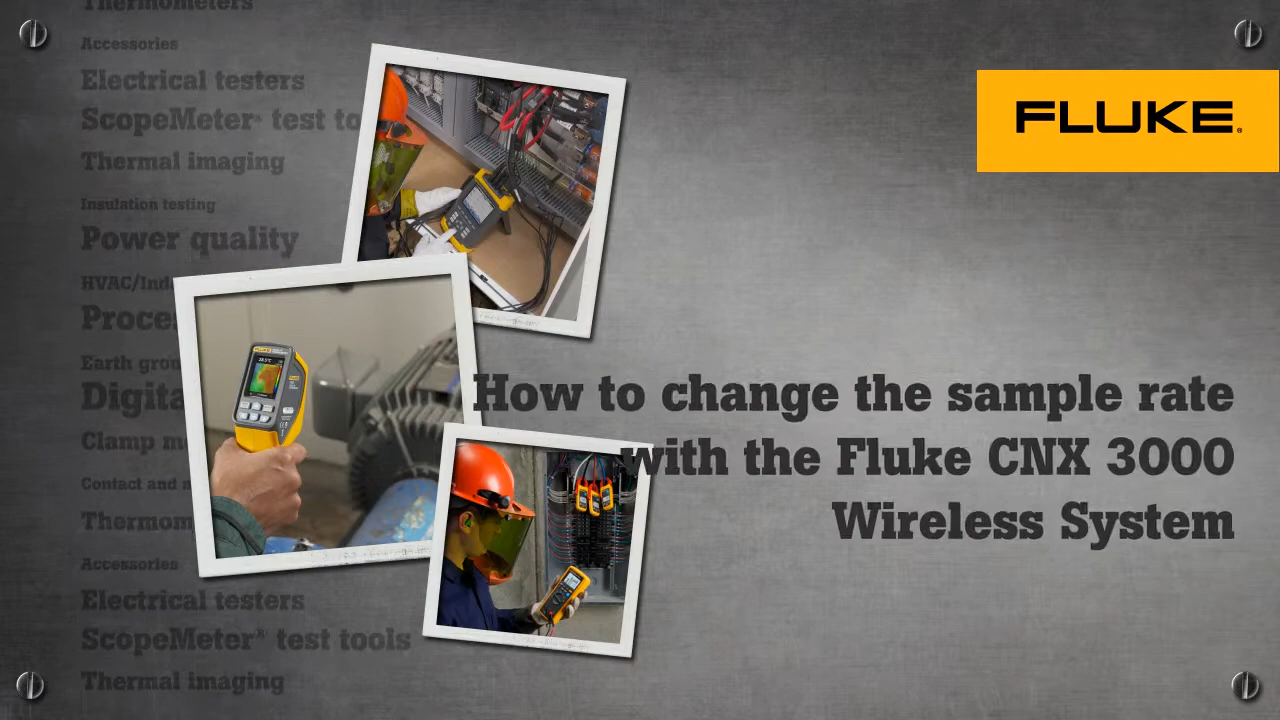 Thermometers
Accessories
Electrical testers
ScopeMeter® test to
Thermal imaging
Insulation testing
Power quality
HVAC/Ind
Proces
Earth grou
Digita
Clamp m
Contact and n
Thermom
Accessories
Electrical testers
ScopeMeter® test tools
Thermal imaging
FLUKE®
How to change the sample rate
with the Fluke CNX 3000
Wireless System